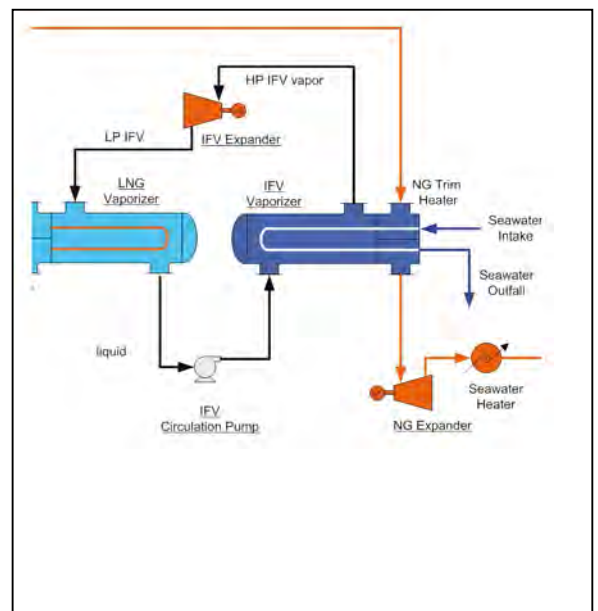 HP IFV vapor
LP IFV
IFV Expander
LNG
Vaporizer
IFV
Vaporizer
NG Trim
Heater
Seawater
Intake
Seawater
Outfall
liquid
IFV
Circulation Pump
Seawater
Heater
NG Expander